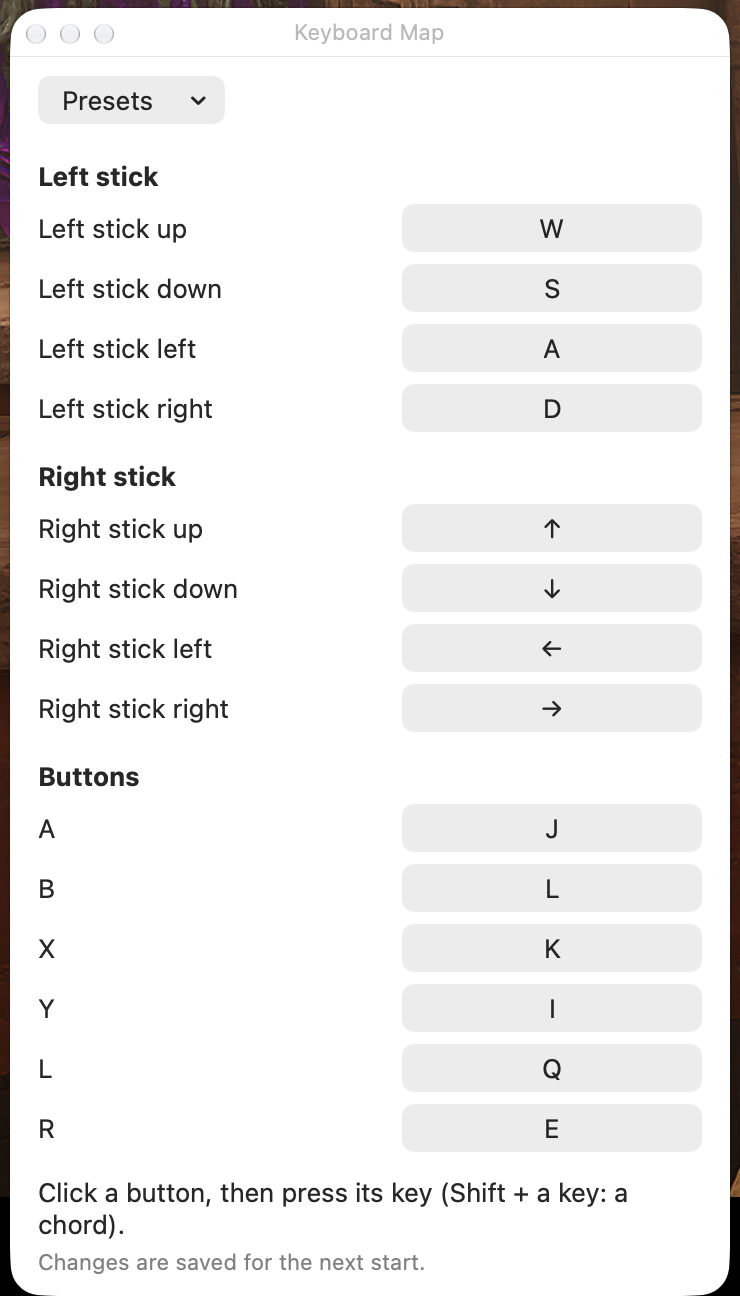 Keyboard Map
Presets
Left stick
Left stick up W
Left stick down S
Left stick left A
Left stick right D
Right stick
Right stick up ↑
Right stick down ↓
Right stick left ←
Right stick right →
Buttons
A J
B L
X K
Y I
L Q
R E
Click a button, then press its key (Shift + a key: a
chord).
Changes are saved for the next start.